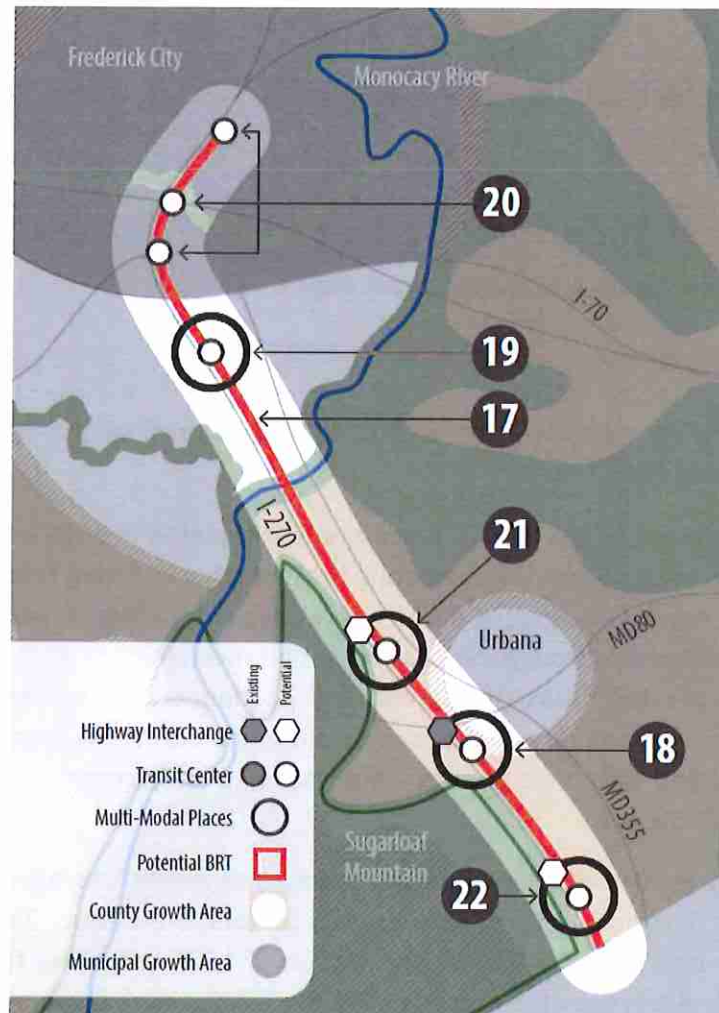 Frederick City
Monocacy River
20
I-70
19
17
I-270
21
Urbana
MD80
18
MD355
Sugarloaf
Mountain
22
Existing
Potential
Highway Interchange
Transit Center
Multi-Modal Places
Potential BRT
County Growth Area
Municipal Growth Area